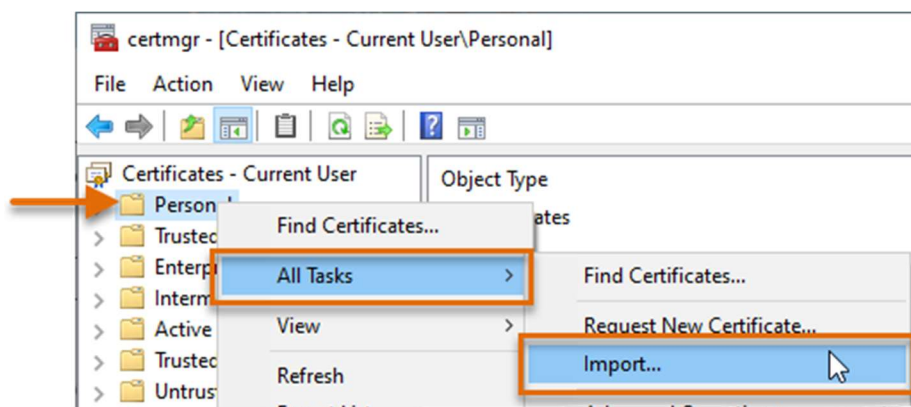 certmgr - [Certificates - Current User\Personal]
File Action View Help
Certificates - Current User
Object Type
Find Certificates...
All Tasks
Find Certificates...
View
Request New Certificate...
Import...
Refresh
Active